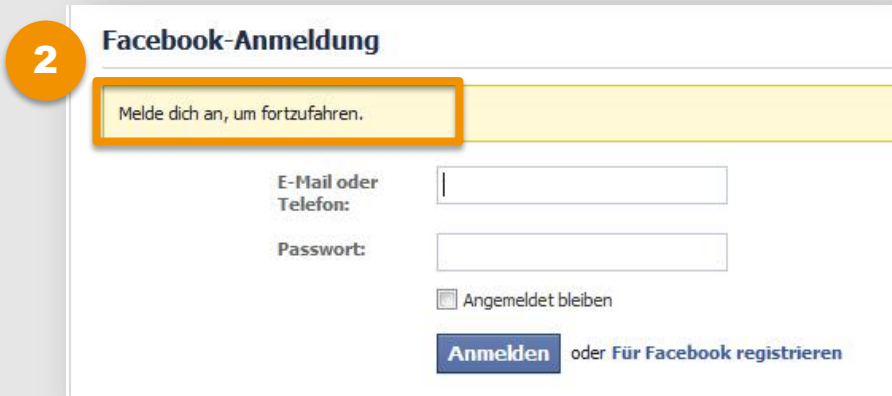 2
Facebook-Anmeldung
Melde dich an, um fortzufahren.
E-Mail oder
Telefon:
Passwort:
Angemeldet bleiben
Anmelden oder Für Facebook registrieren